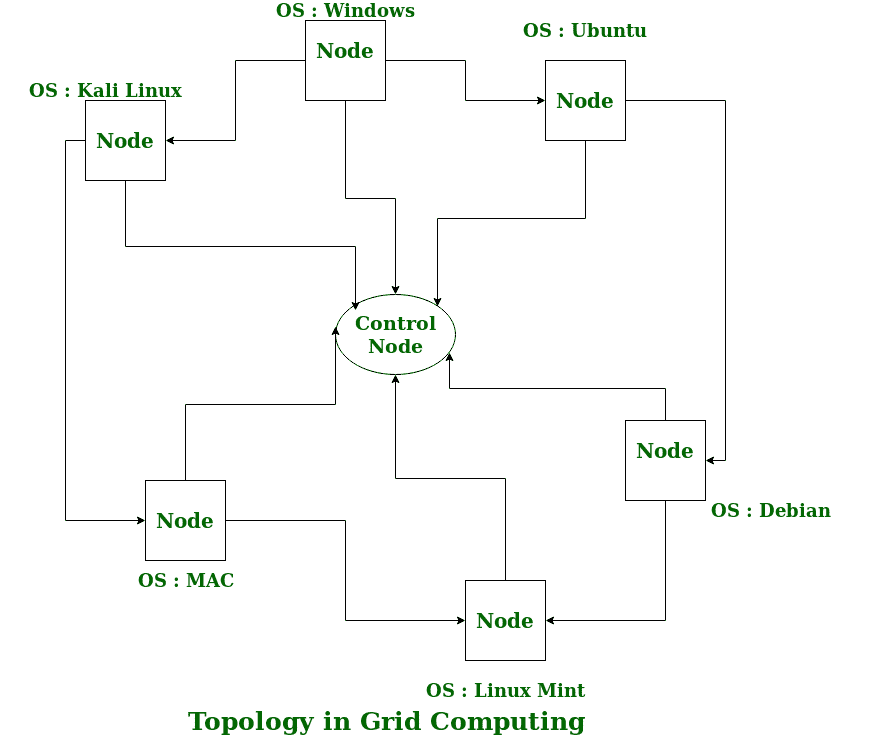 OS : Windows
Node
OS : Ubuntu
Node
OS : Kali Linux
Node
Control
Node
Node
OS : Debian
Node
OS : MAC
Node
OS : Linux Mint
Topology in Grid Computing